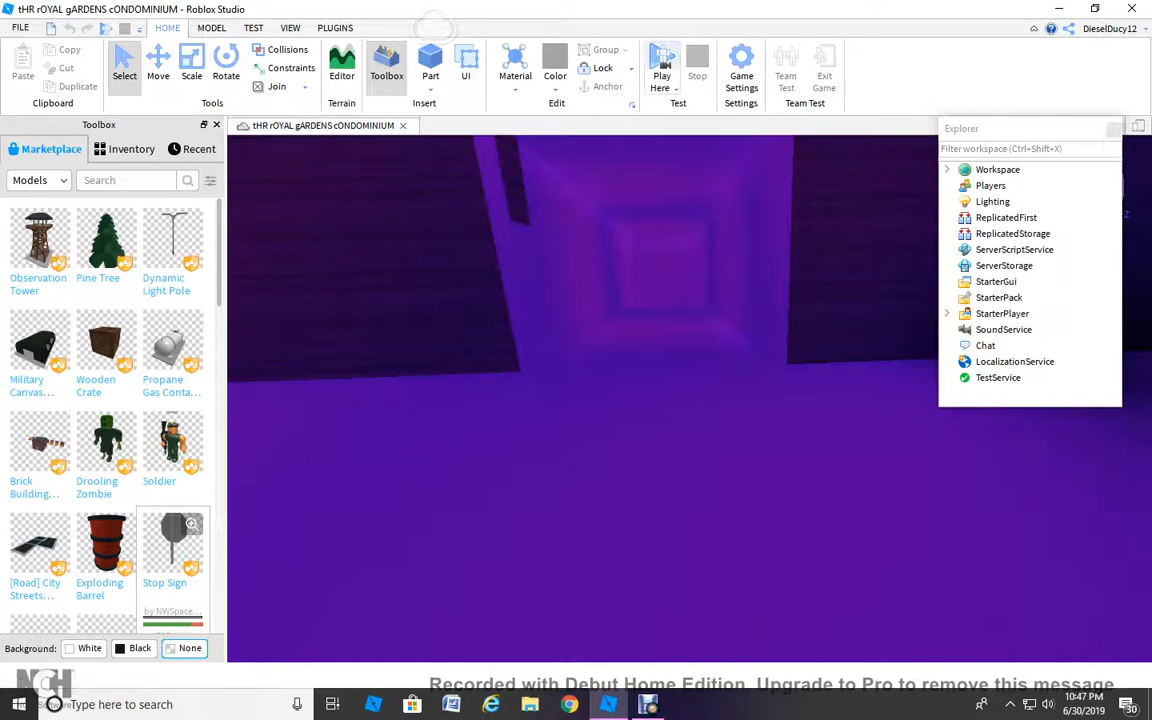 tHR rOYAL gARDENS cONDOMINIUM - Roblox Studio
FILE HOME MODEL TEST VIEW PLUGINS DieselDucy12
Paste Copy Cut Duplicate
Clipboard
Select Move Scale Rotate Collisions Constraints Join
Tools
Editor
Terrain
Toolbox Part UI
Insert
Material Color Group Lock Anchor
Edit
Play Here Stop
Test
Game Settings
Settings
Team Test Exit Game
Team Test
Toolbox
Marketplace Inventory Recent
Models Search
Observation Tower
Pine Tree
Dynamic Light Pole
Military Canvas...
Wooden Crate
Propane Gas Conta...
Brick Building...
Drooling Zombie
Soldier
[Road] City Streets...
Exploding Barrel
Stop Sign
by NWSpace...
Background: White Black None
tHR rOYAL gARDENS cONDOMINIUM
Explorer
Filter workspace (Ctrl+Shift+X)
Workspace
Players
Lighting
ReplicatedFirst
ReplicatedStorage
ServerScriptService
ServerStorage
StarterGui
StarterPack
StarterPlayer
SoundService
Chat
LocalizationService
TestService
NCH
Recorded with Debut Home Edition. Upgrade to Pro to remove this message
Type here to search
10:47 PM
6/30/2019
30